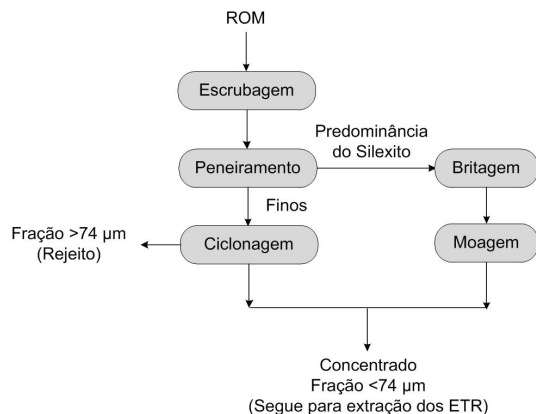 ROM
Escrubagem
Predominância
do Silexito
Peneiramento
Britagem
Finos
Fração >74 µm
(Rejeito)
Ciclonagem
Moagem
Concentrado
Fração <74 µm
(Segue para extração dos ETR)